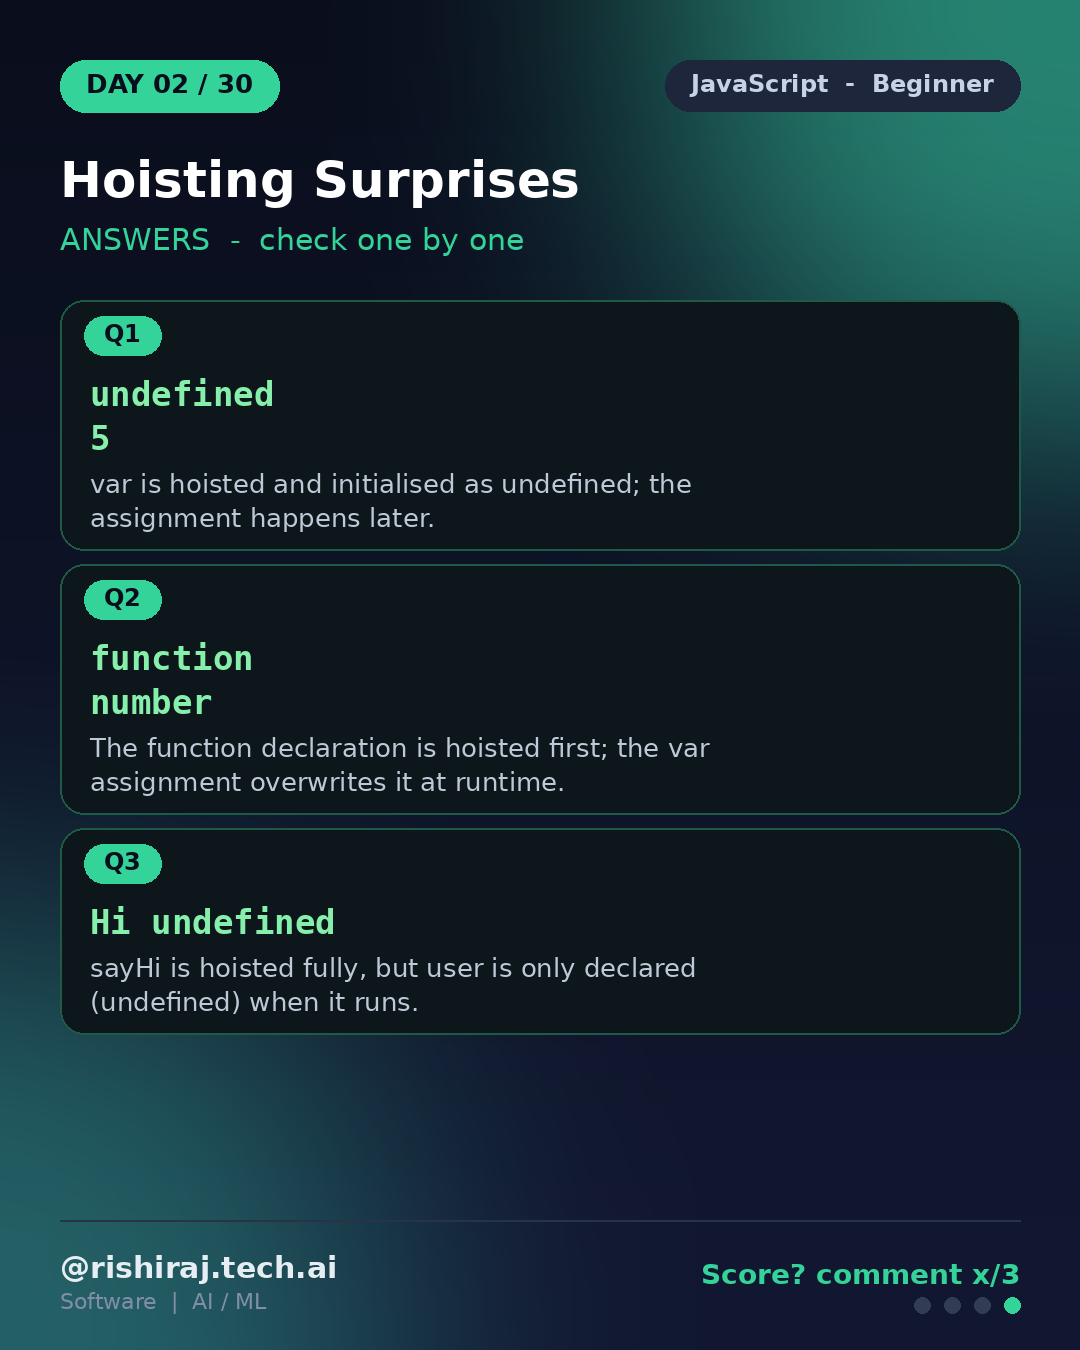 DAY 02 / 30
JavaScript - Beginner
Hoisting Surprises
ANSWERS - check one by one
Q1
undefined
5
var is hoisted and initialised as undefined; the
assignment happens later.
Q2
function
number
The function declaration is hoisted first; the var
assignment overwrites it at runtime.
Q3
Hi undefined
sayHi is hoisted fully, but user is only declared
(undefined) when it runs.
@rishiraj.tech.ai
Software | AI / ML
Score? comment x/3